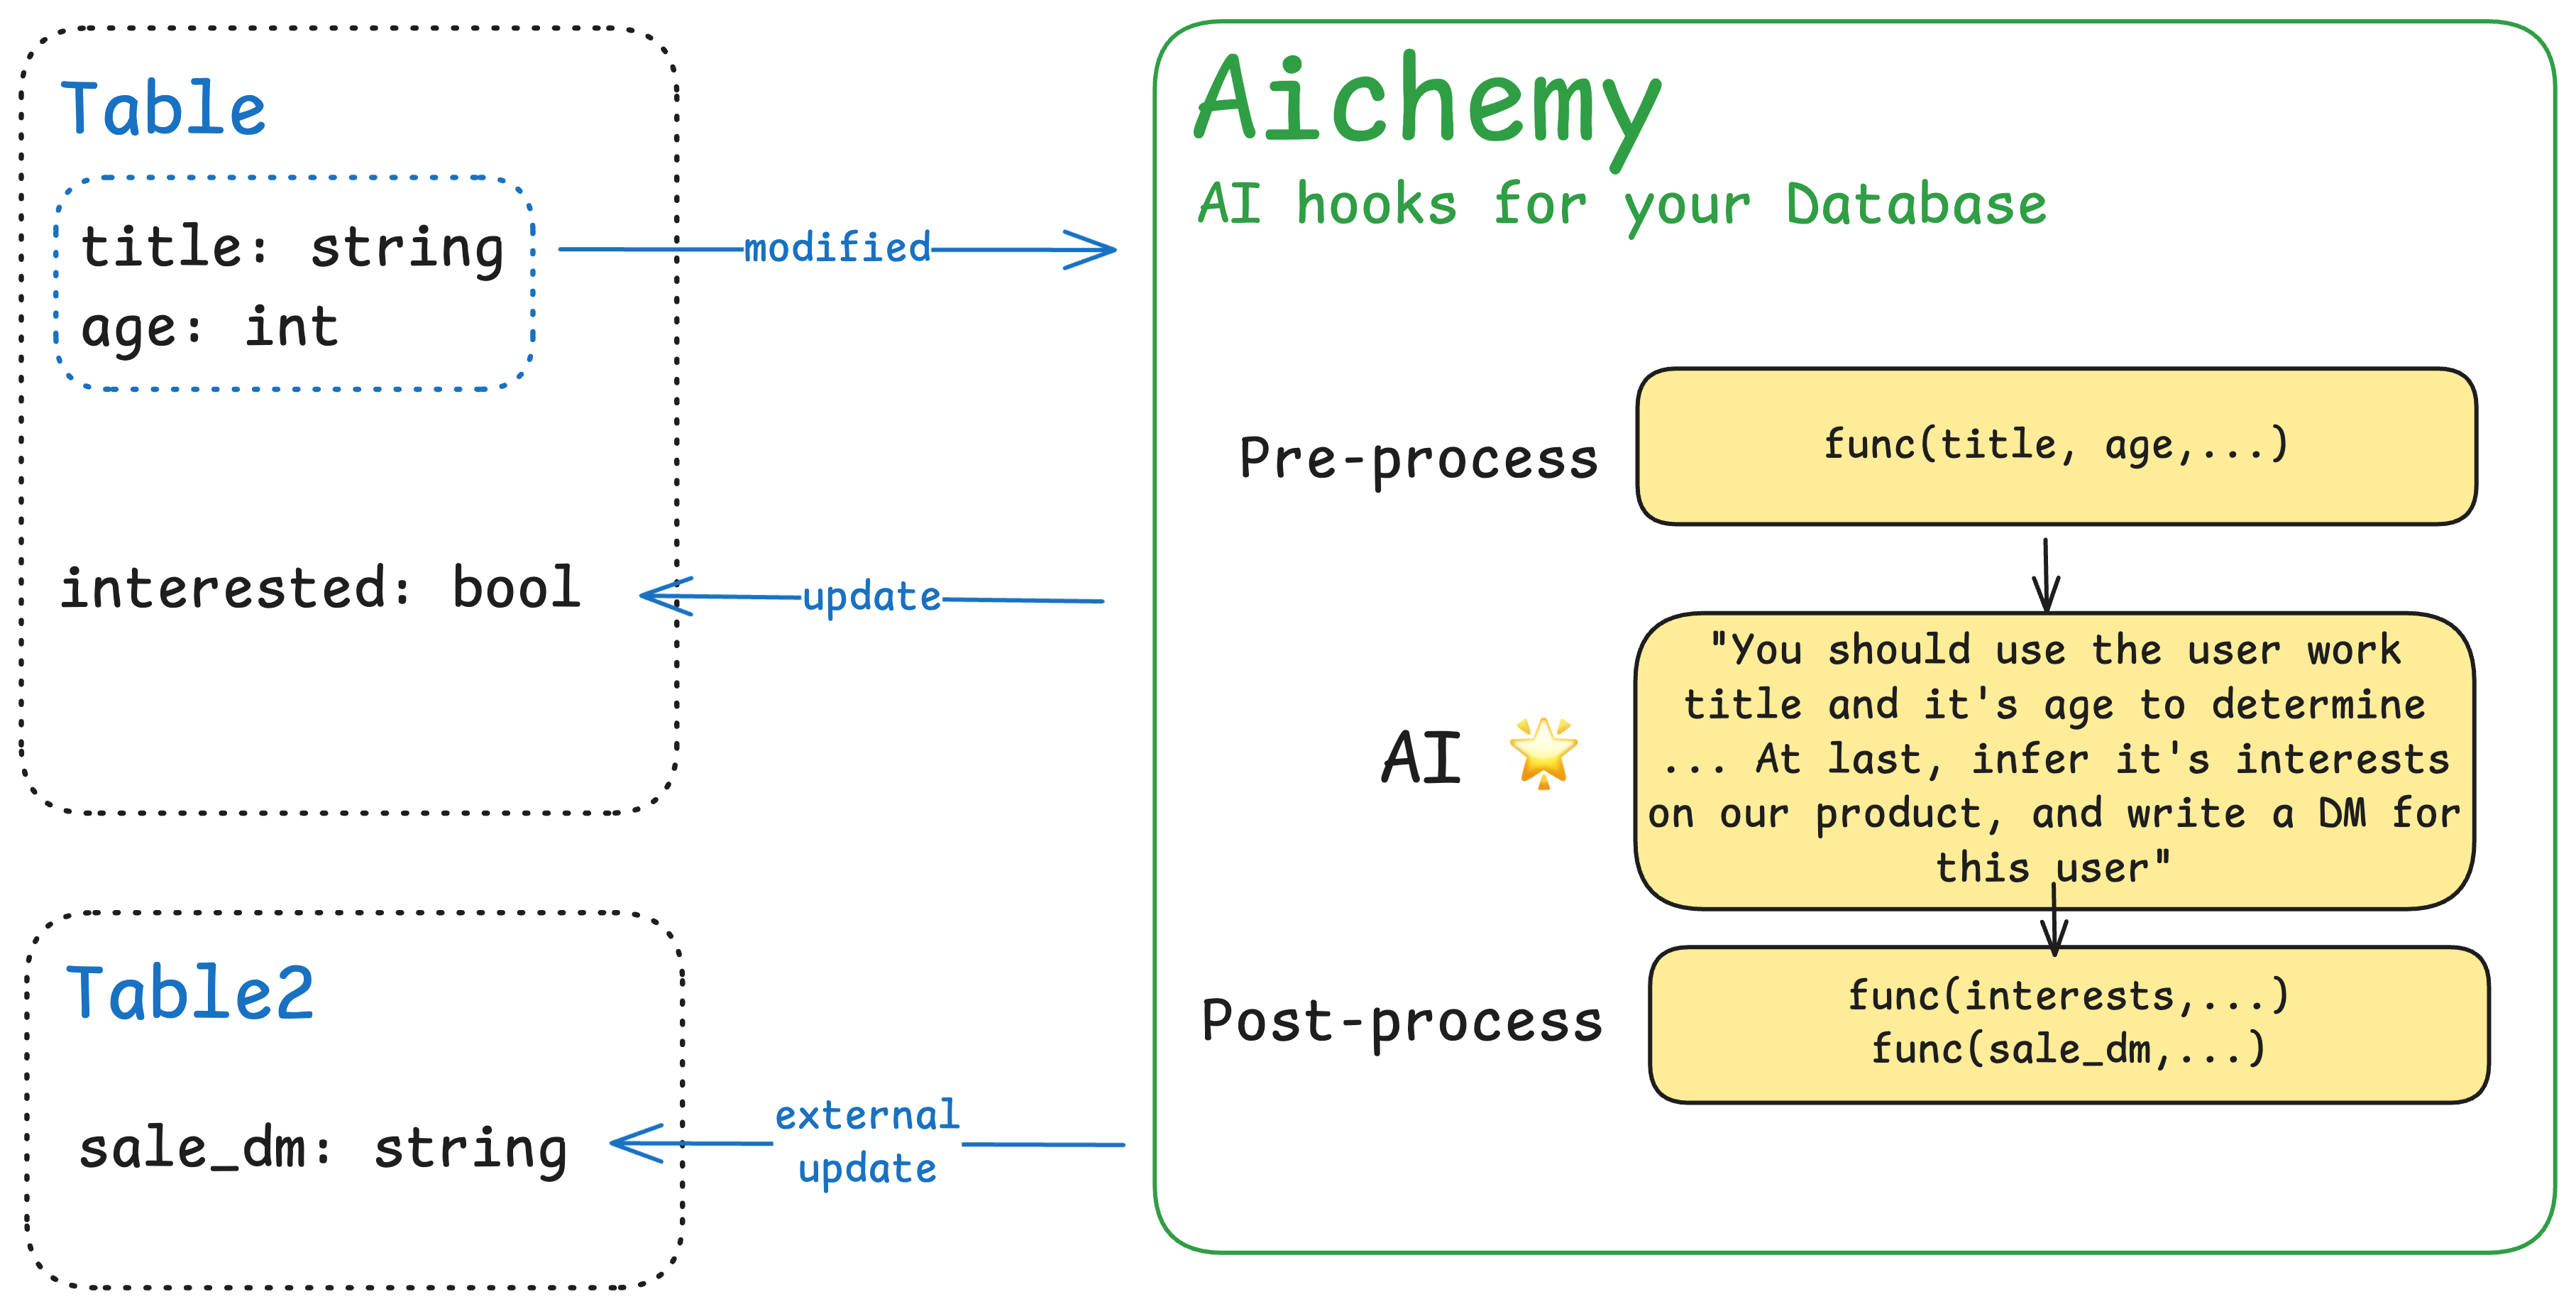 Table
title: string
age: int
interested: bool
modified
update
Table2
sale_dm: string
external
update
Aichemy
AI hooks for your Database
Pre-process
func(title, age,...)
AI 🌟
"You should use the user work
title and it's age to determine
... At last, infer it's interests
on our product, and write a DM for
this user"
Post-process
func(interests,...)
func(sale_dm,...)